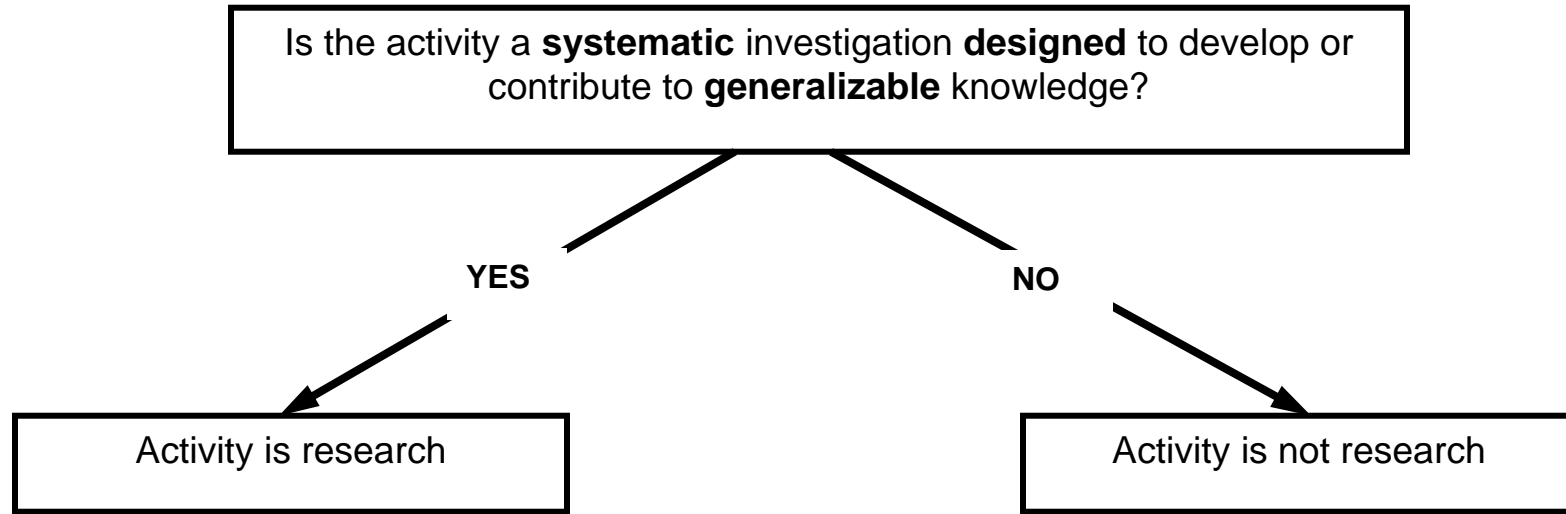 Is the activity a systematic investigation designed to develop or
contribute to generalizable knowledge?
YES
NO
Activity is research
Activity is not research